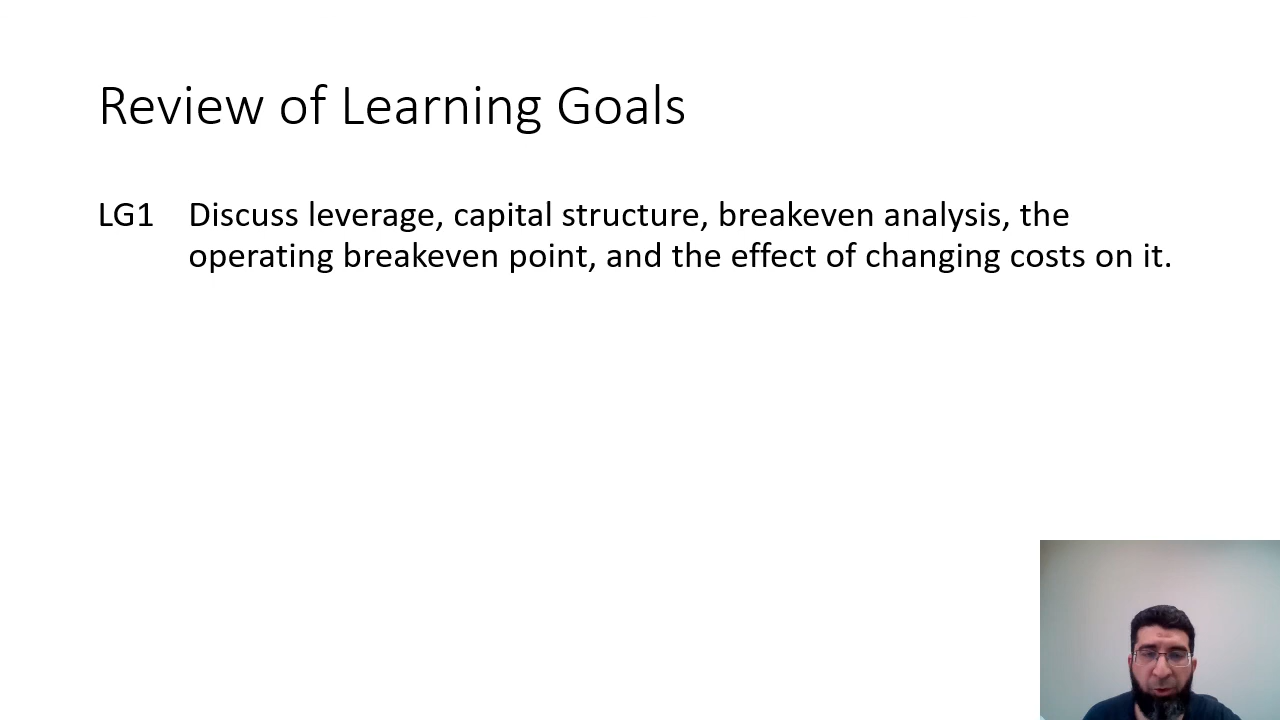 Review of Learning Goals
LG1 Discuss leverage, capital structure, breakeven analysis, the
operating breakeven point, and the effect of changing costs on it.